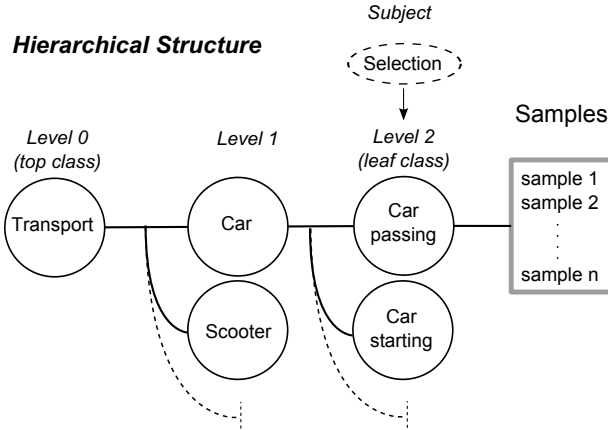 Subject
Hierarchical Structure
Selection
Samples
Level 0
(top class)
Level 1
Level 2
(leaf class)
Transport
Car
Car
passing
sample 1
sample 2
sample n
Scooter
Car
starting